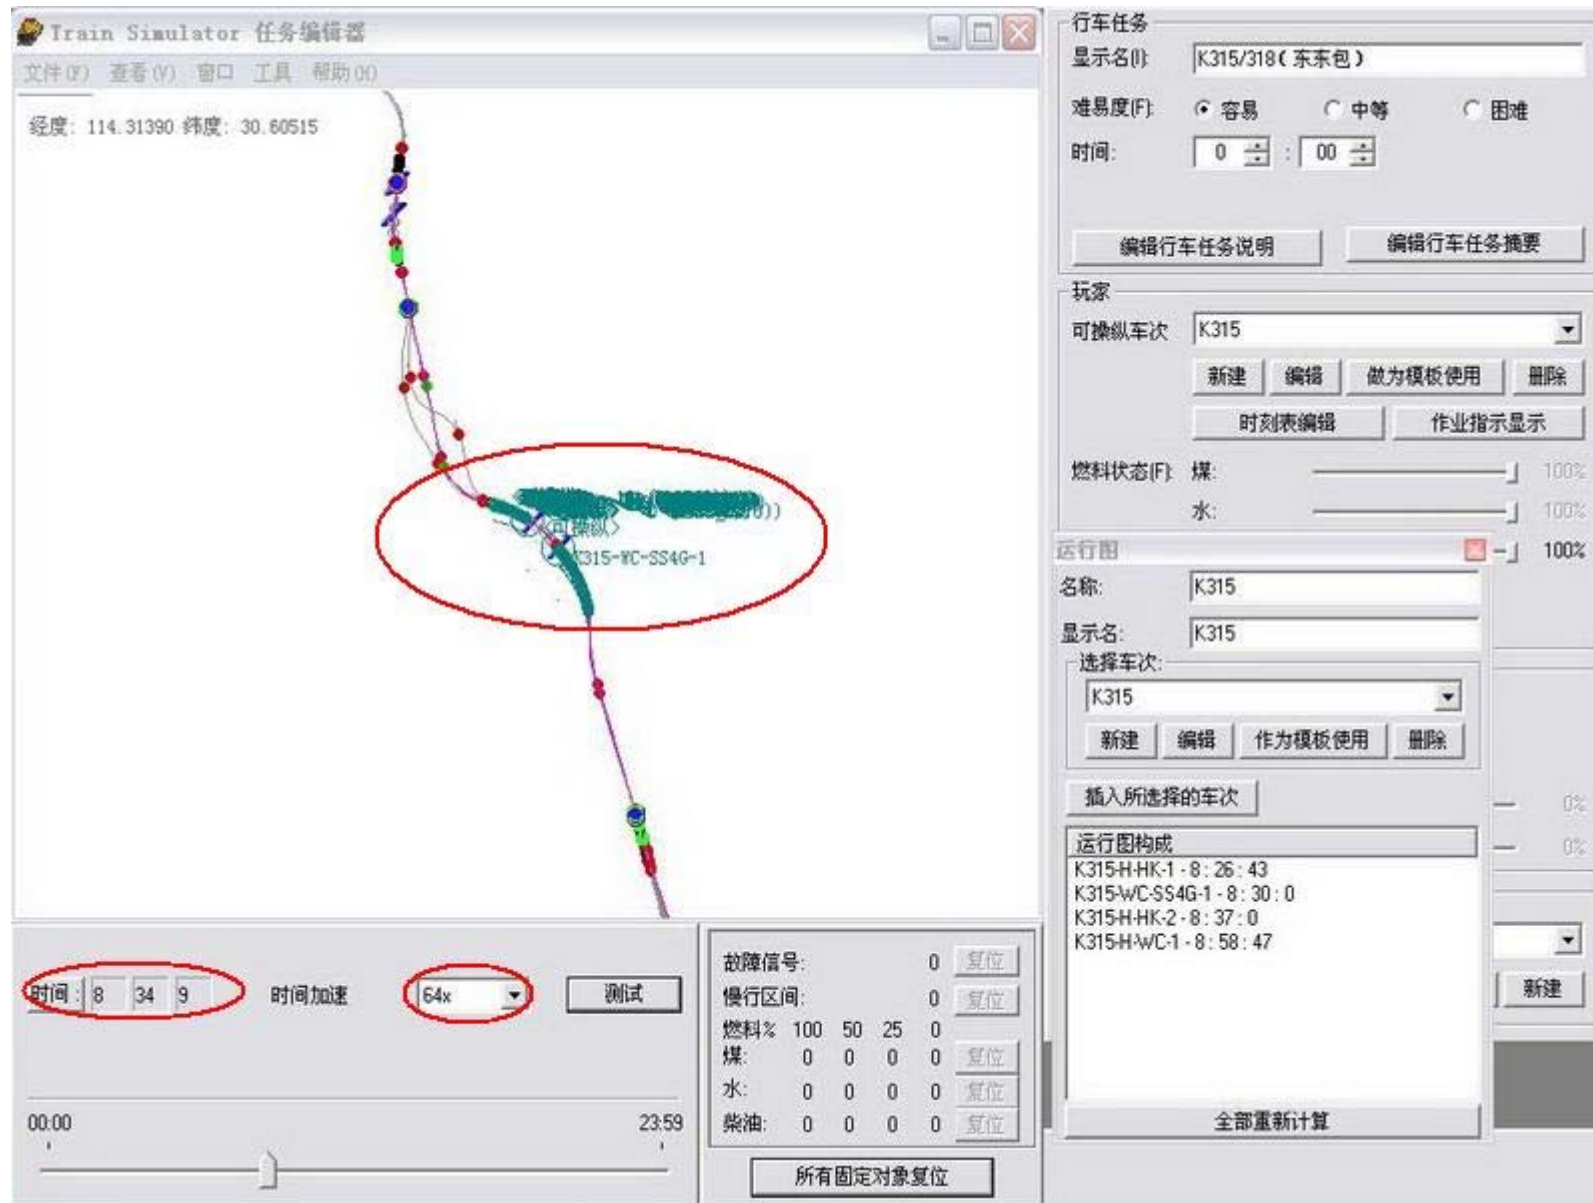 Train Simulator 任务编辑器
文件(F) 查看(V) 窗口 工具 帮助(H)
经度: 114.31390 纬度: 30.60515
))
<可操纵>
K315-WC-SS4G-1
时间: 8 34 9 时间加速 64x 测试
00:00 23:59
故障信号: 0 复位
慢行区间: 0 复位
燃料% 100 50 25 0
煤: 0 0 0 0 复位
水: 0 0 0 0 复位
柴油: 0 0 0 0 复位
所有固定对象复位
行车任务
显示名(I): K315/318(东东包)
难易度(F): 容易 中等 困难
时间: 0 : 00
编辑行车任务说明 编辑行车任务摘要
玩家
可操纵车次 K315
新建 编辑 做为模板使用 删除
时刻表编辑 作业指示显示
燃料状态(F): 煤: 100%
水: 100%
100%
运行图
名称: K315
显示名: K315
选择车次:
K315
新建 编辑 作为模板使用 删除
插入所选择的车次
0%
运行图构成
0%
K315-H-HK-1 - 8 : 26 : 43
K315-WC-SS4G-1 - 8 : 30 : 0
K315-H-HK-2 - 8 : 37 : 0
K315-H-WC-1 - 8 : 58 : 47
新建
全部重新计算